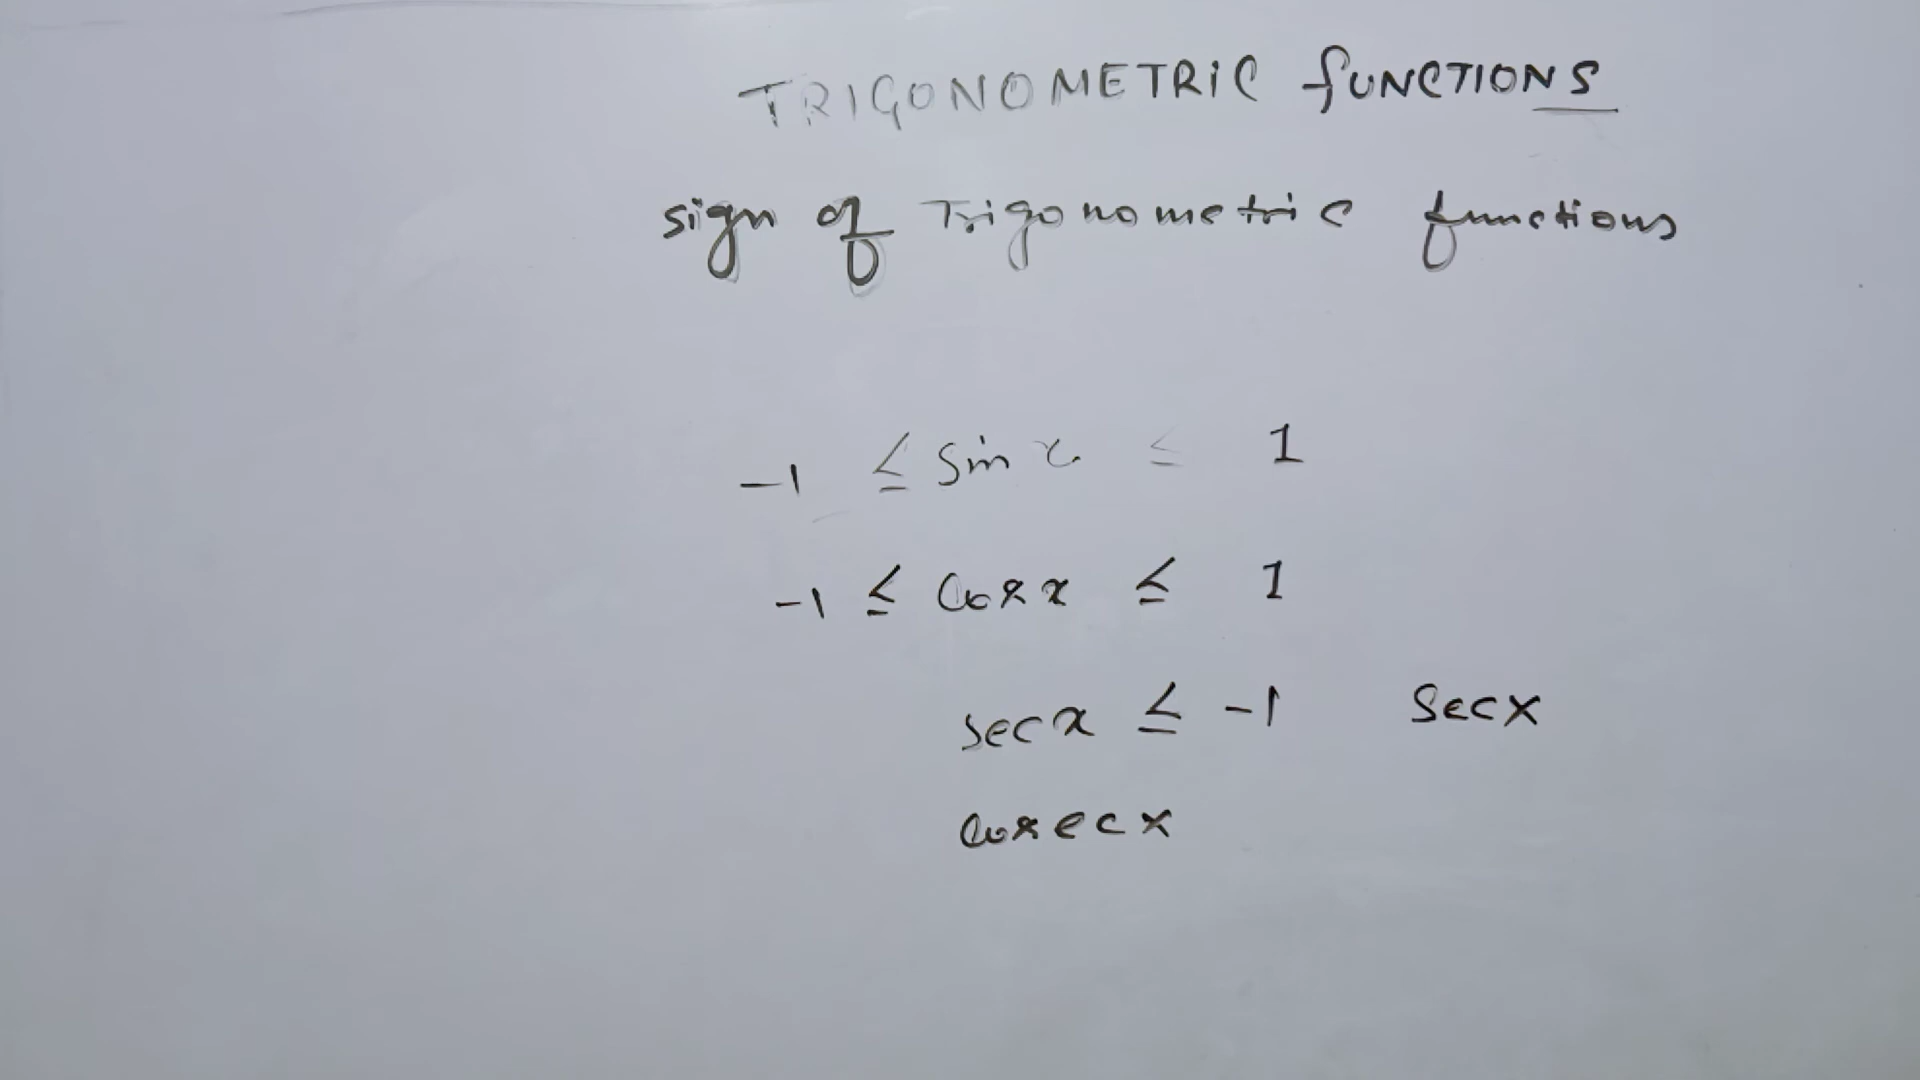 TRIGONOMETRIC FUNCTIONS
sign of Trigonometric functions
-1 ≤ sin x ≤ 1
-1 ≤ cos x ≤ 1
sec x ≤ -1 sec x
cosec x